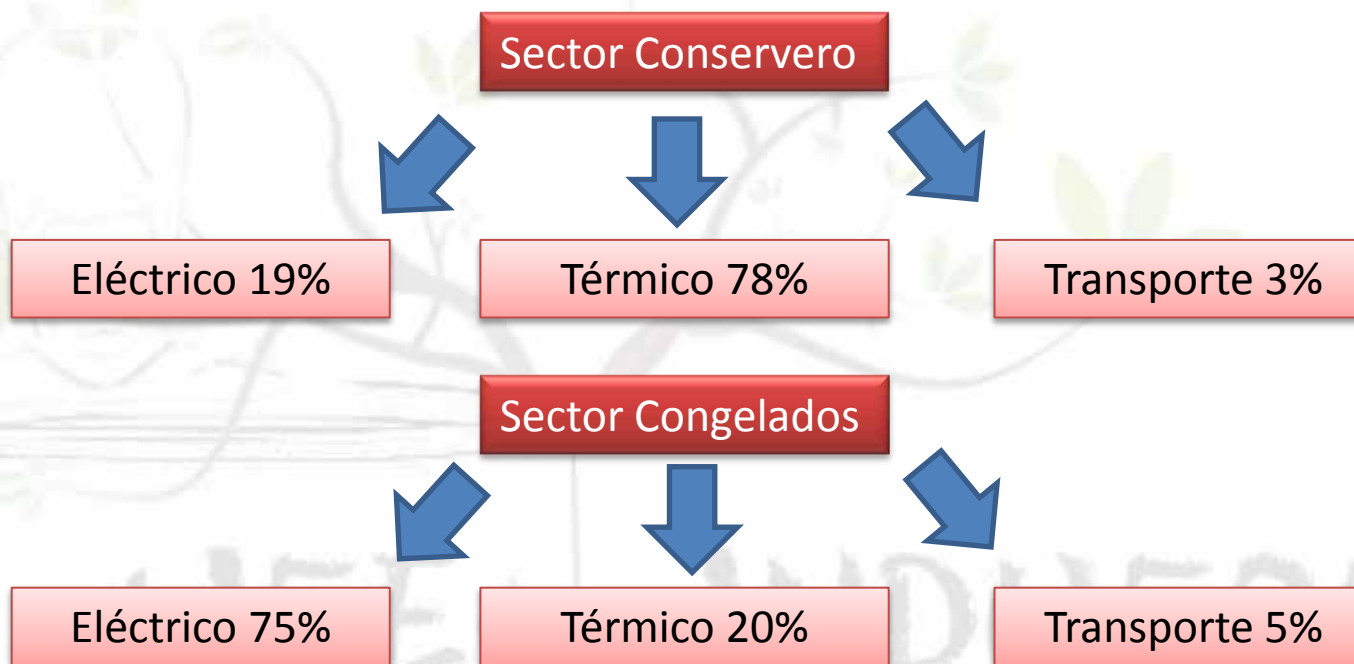 Sector Conservero
Eléctrico 19%
Térmico 78%
Transporte 3%
Sector Congelados
Eléctrico 75%
Térmico 20%
Transporte 5%